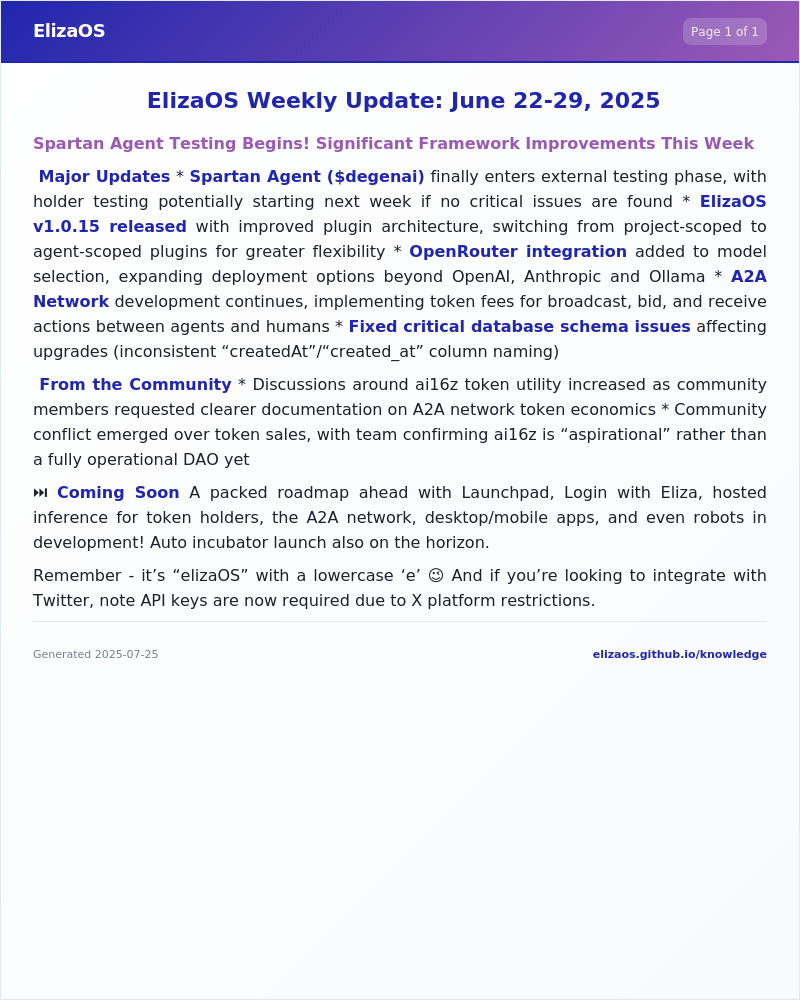 ElizaOS
Page 1 of 1
ElizaOS Weekly Update: June 22-29, 2025
Spartan Agent Testing Begins! Significant Framework Improvements This Week
Major Updates * Spartan Agent ($degenai) finally enters external testing phase, with
holder testing potentially starting next week if no critical issues are found * ElizaOS
v1.0.15 released with improved plugin architecture, switching from project-scoped to
agent-scoped plugins for greater flexibility * OpenRouter integration added to model
selection, expanding deployment options beyond OpenAI, Anthropic and Ollama * A2A
Network development continues, implementing token fees for broadcast, bid, and receive
actions between agents and humans * Fixed critical database schema issues affecting
upgrades (inconsistent “createdAt”/“created_at” column naming)
From the Community * Discussions around ai16z token utility increased as community
members requested clearer documentation on A2A network token economics * Community
conflict emerged over token sales, with team confirming ai16z is “aspirational” rather than
a fully operational DAO yet
⏭ Coming Soon A packed roadmap ahead with Launchpad, Login with Eliza, hosted
inference for token holders, the A2A network, desktop/mobile apps, and even robots in
development! Auto incubator launch also on the horizon.
Remember - it’s “elizaOS” with a lowercase ‘e’ 😉 And if you’re looking to integrate with
Twitter, note API keys are now required due to X platform restrictions.
Generated 2025-07-25
elizaos.github.io/knowledge